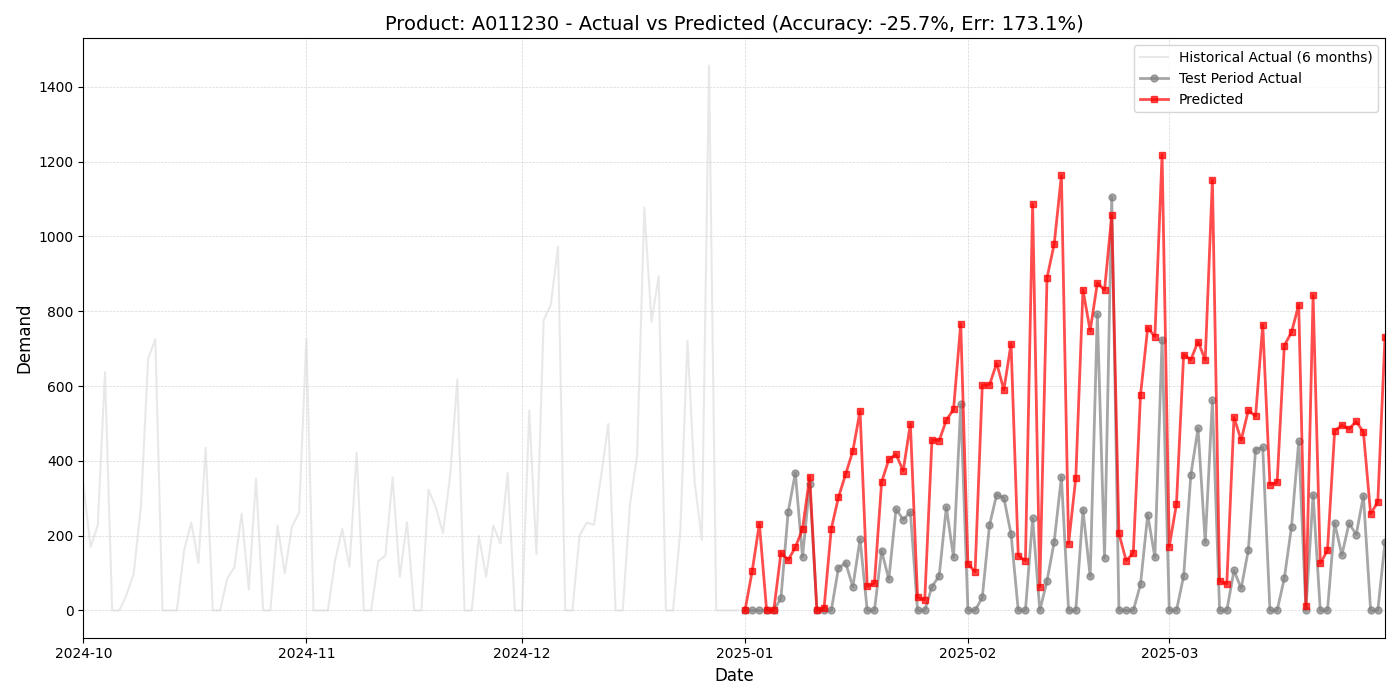 Product: A011230 - Actual vs Predicted (Accuracy: -25.7%, Err: 173.1%)
Historical Actual (6 months)
Test Period Actual
Predicted
Demand
1400
1200
1000
800
600
400
200
0
2024-10
2024-11
2024-12
2025-01
2025-02
2025-03
Date